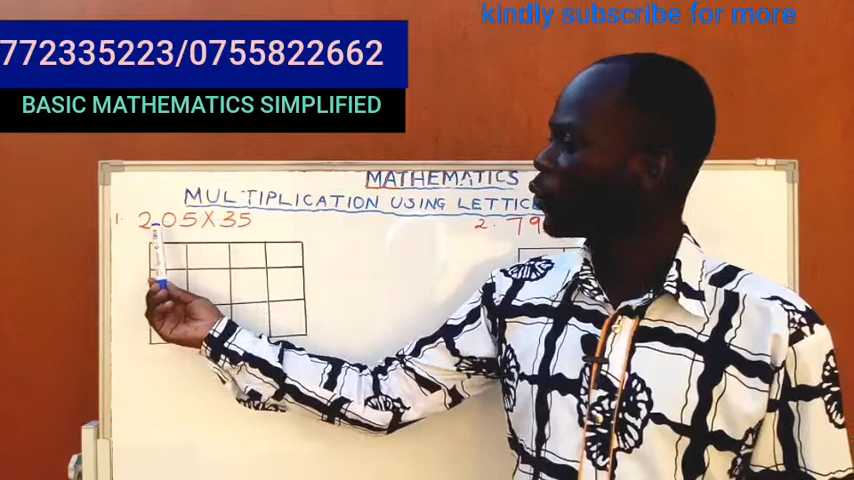 kindly subscribe for more
772335223/0755822662
BASIC MATHEMATICS SIMPLIFIED
MATHEMATICS
MULTIPLICATION USING LETTICE
1. 205X35
2. 79